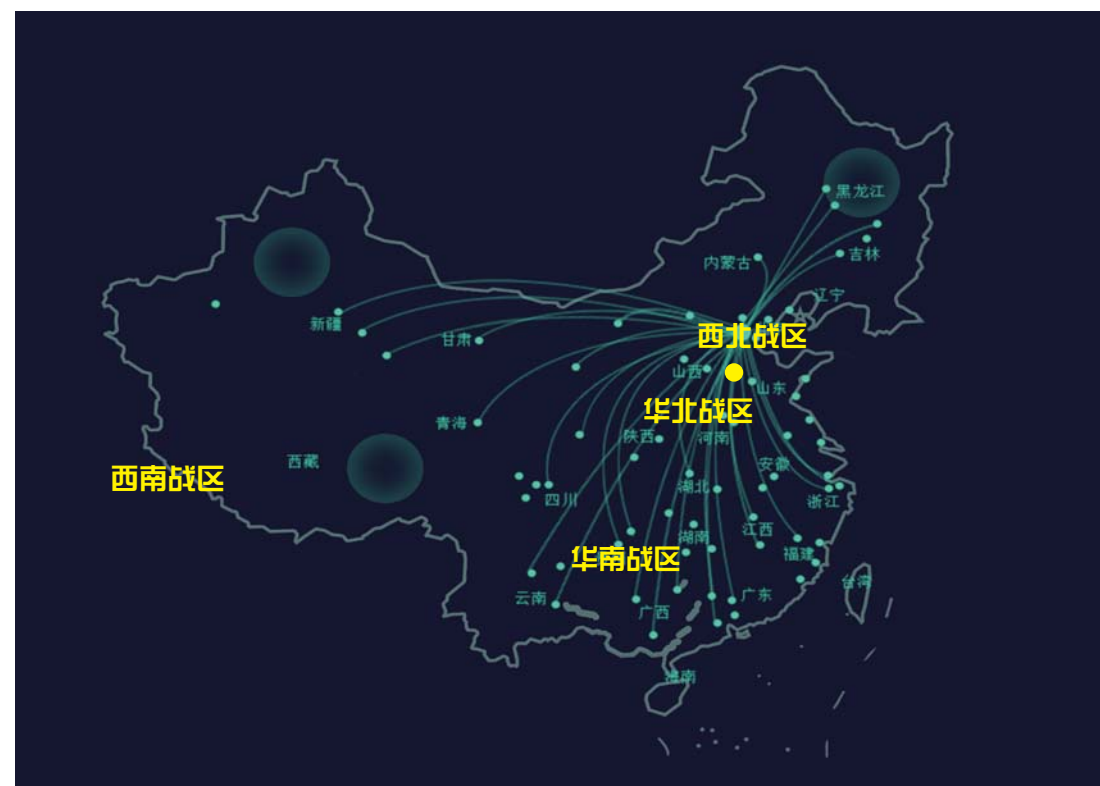 黑龙江
吉林
内蒙古
辽宁
新疆
甘肃
西北战区
山西
山东
华北战区
青海
陕西
河南
西藏
安徽
西南战区
四川
湖北
浙江
江西
湖南
华南战区
福建
台湾
云南
广西
广东
海南